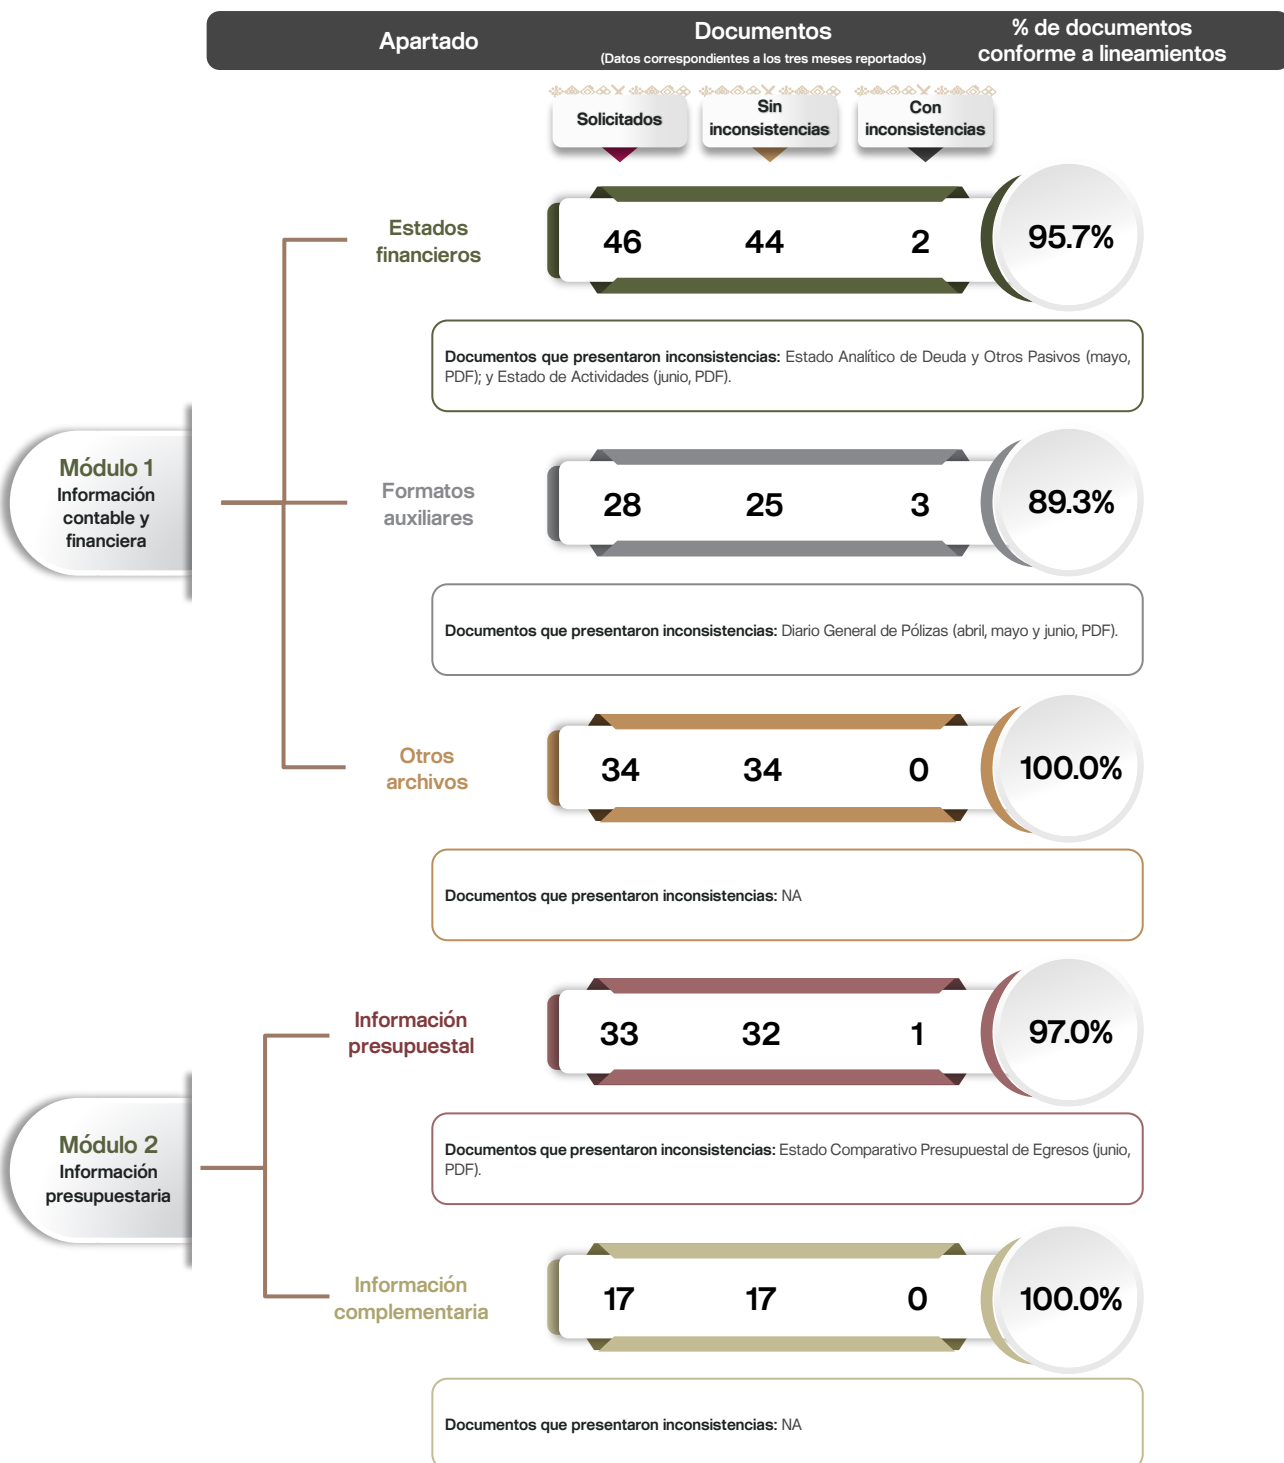 Apartado
Documentos
(Datos correspondientes a los tres meses reportados)
% de documentos
conforme a lineamientos
Solicitados
Sin
inconsistencias
Con
inconsistencias
Módulo 1
Información
contable y
financiera
Estados
financieros
46 44 2 95.7%
Documentos que presentaron inconsistencias: Estado Analítico de Deuda y Otros Pasivos (mayo,
PDF); y Estado de Actividades (junio, PDF).
Formatos
auxiliares
28 25 3 89.3%
Documentos que presentaron inconsistencias: Diario General de Pólizas (abril, mayo y junio, PDF).
Otros
archivos
34 34 0 100.0%
Documentos que presentaron inconsistencias: NA
Módulo 2
Información
presupuestaria
Información
presupuestal
33 32 1 97.0%
Documentos que presentaron inconsistencias: Estado Comparativo Presupuestal de Egresos (junio,
PDF).
Información
complementaria
17 17 0 100.0%
Documentos que presentaron inconsistencias: NA